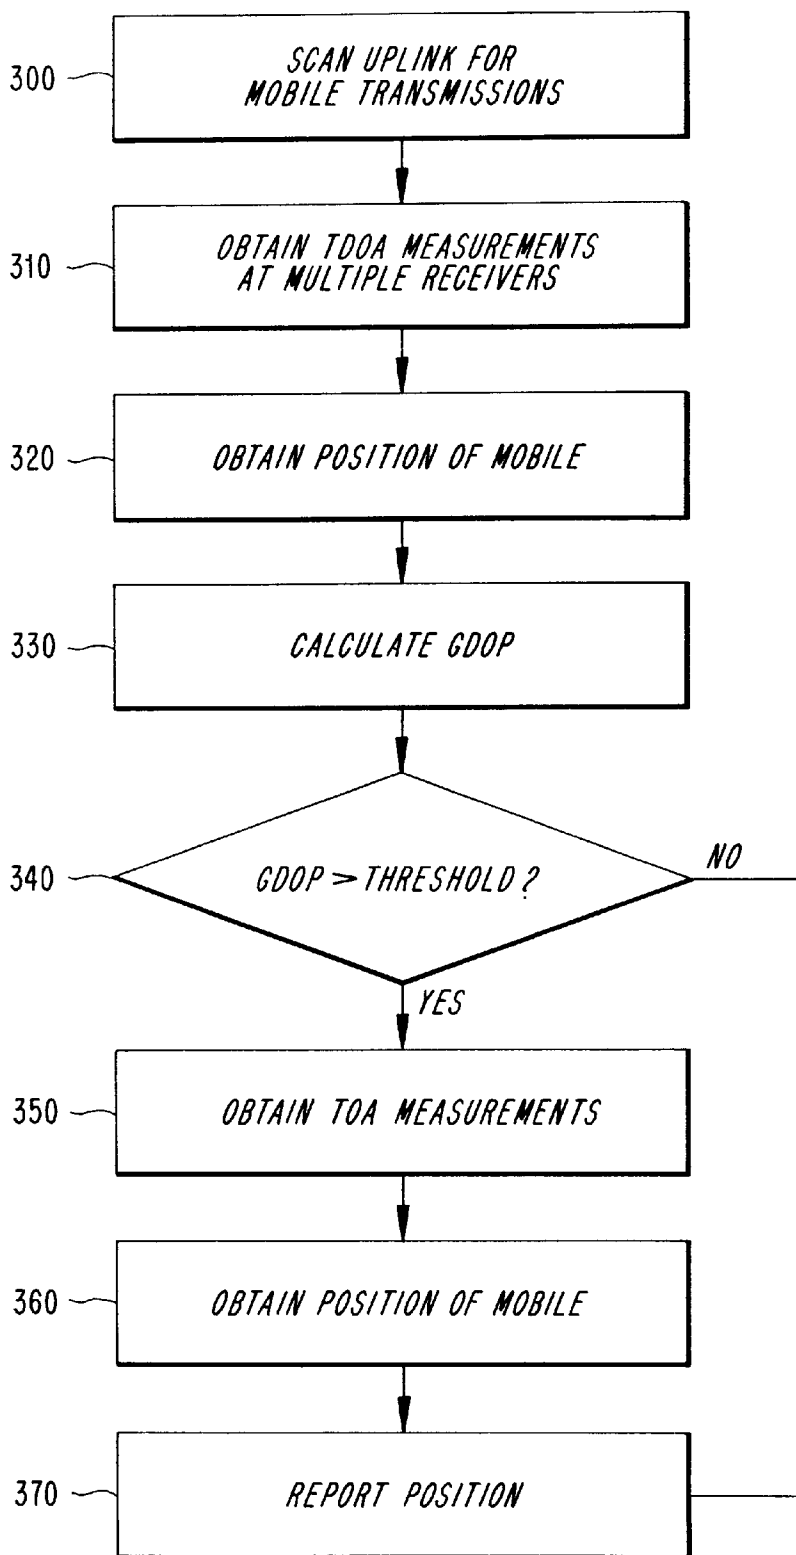 300
SCAN UPLINK FOR
MOBILE TRANSMISSIONS
310
OBTAIN TDOA MEASUREMENTS
AT MULTIPLE RECEIVERS
320
OBTAIN POSITION OF MOBILE
330
CALCULATE GDOP
340
GDOP > THRESHOLD?
NO
YES
350
OBTAIN TOA MEASUREMENTS
360
OBTAIN POSITION OF MOBILE
370
REPORT POSITION